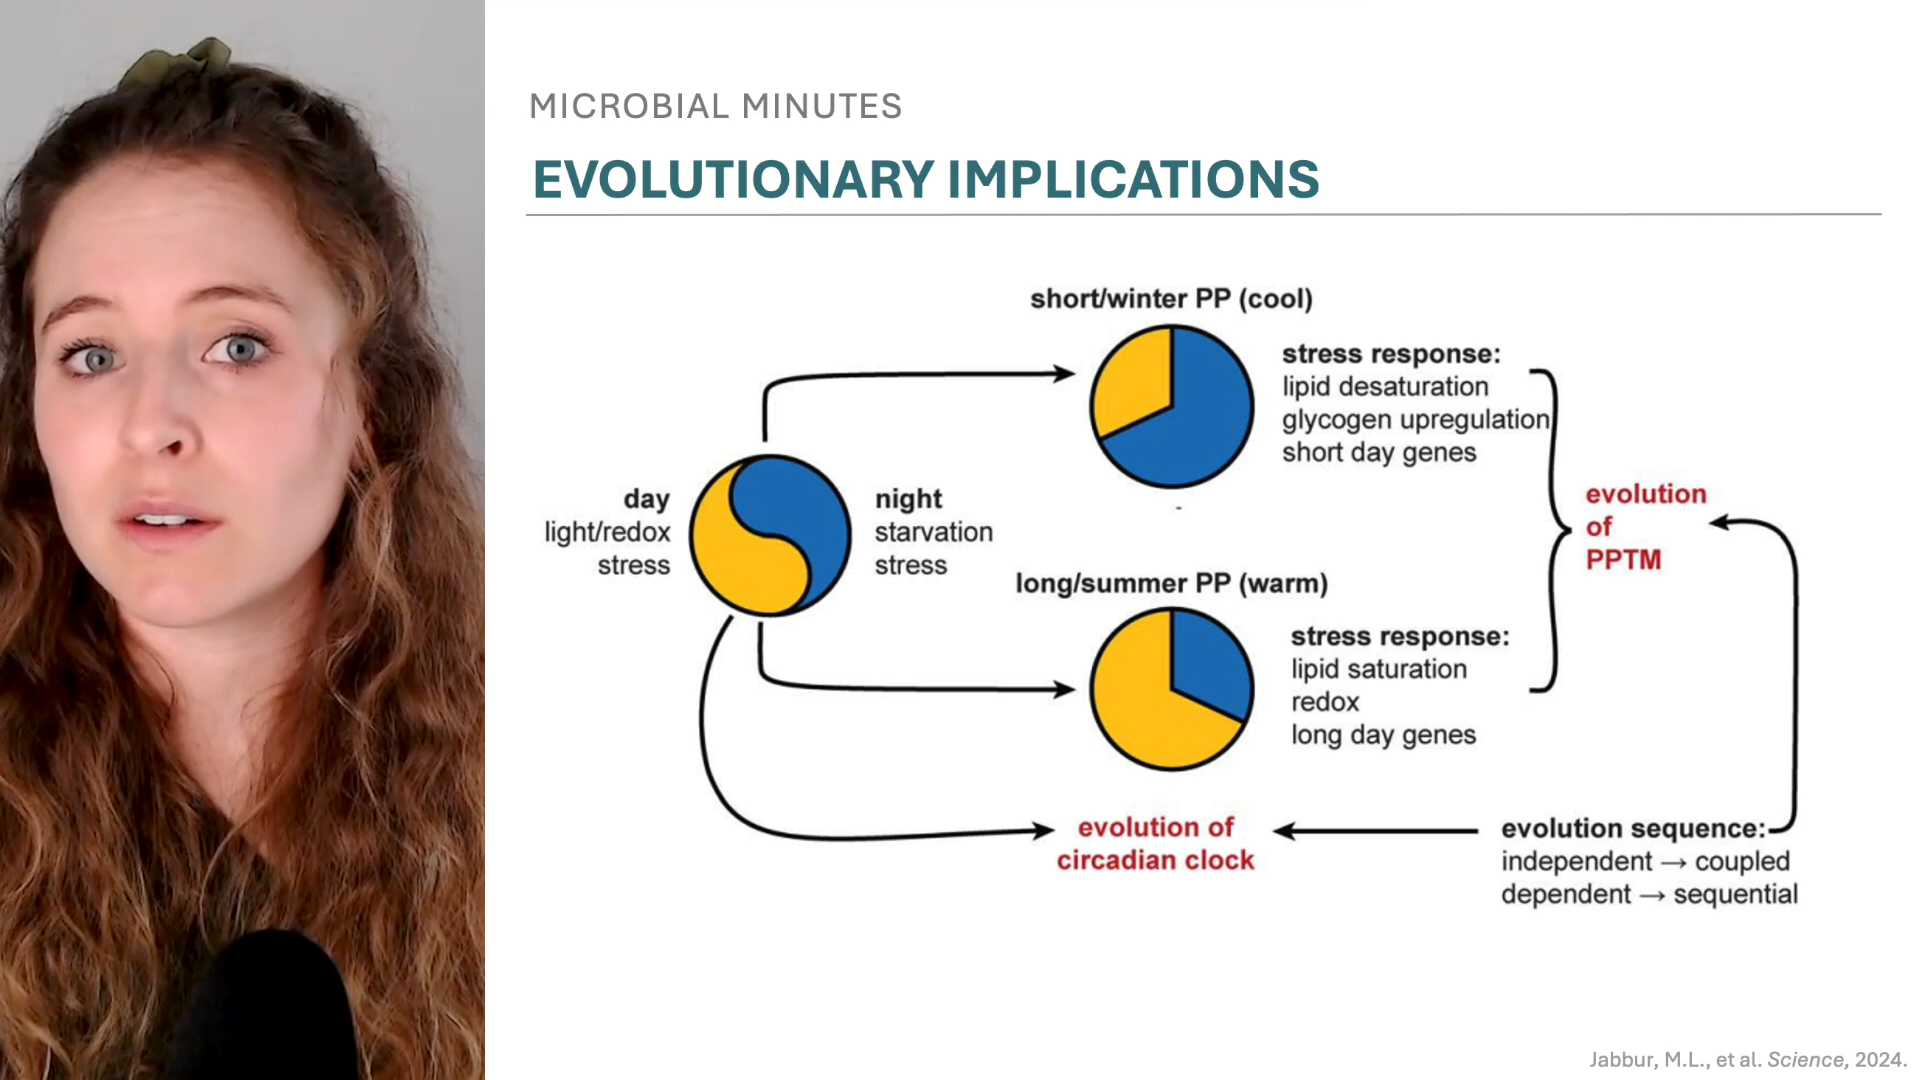 MICROBIAL MINUTES
EVOLUTIONARY IMPLICATIONS
short/winter PP (cool)
stress response:
lipid desaturation
glycogen upregulation
short day genes
day
light/redox
stress
night
starvation
stress
long/summer PP (warm)
stress response:
lipid saturation
redox
long day genes
evolution
of
PPTM
evolution of
circadian clock
evolution sequence:
independent → coupled
dependent → sequential
Jabbur, M.L., et al. Science, 2024.